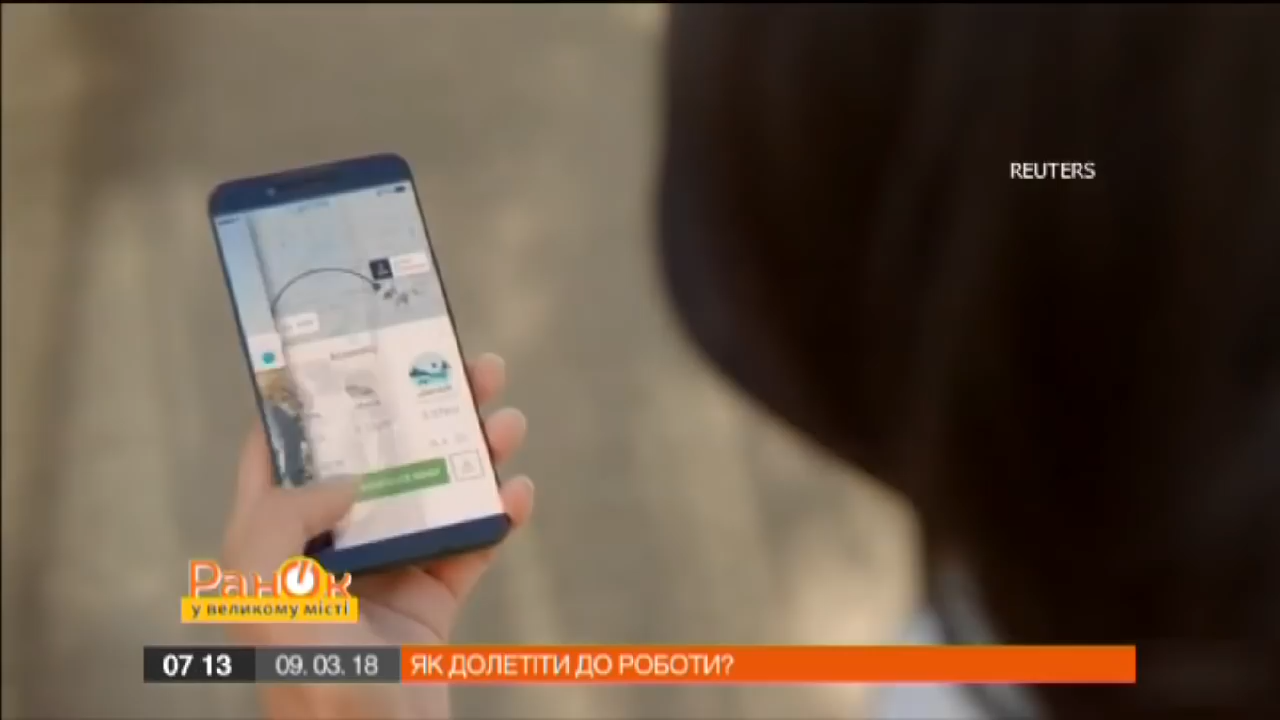 REUTERS
РанОк
у великому місті
07 13
09. 03. 18
ЯК ДОЛЕТІТИ ДО РОБОТИ?